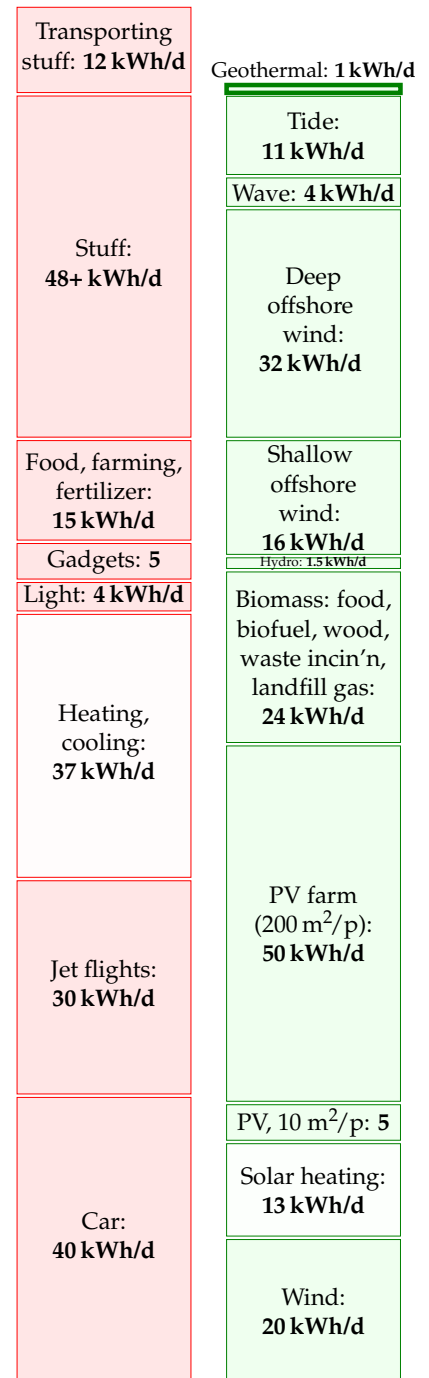 Transporting
stuff: 12 kWh/d
Stuff:
48+ kWh/d
Food, farming,
fertilizer:
15 kWh/d
Gadgets: 5
Light: 4 kWh/d
Heating,
cooling:
37 kWh/d
Jet flights:
30 kWh/d
Car:
40 kWh/d
Geothermal: 1 kWh/d
Tide:
11 kWh/d
Wave: 4 kWh/d
Deep
offshore
wind:
32 kWh/d
Shallow
offshore
wind:
16 kWh/d
Hydro: 1.5 kWh/d
Biomass: food,
biofuel, wood,
waste incin’n,
landfill gas:
24 kWh/d
PV farm
(200 m²/p):
50 kWh/d
PV, 10 m²/p: 5
Solar heating:
13 kWh/d
Wind:
20 kWh/d